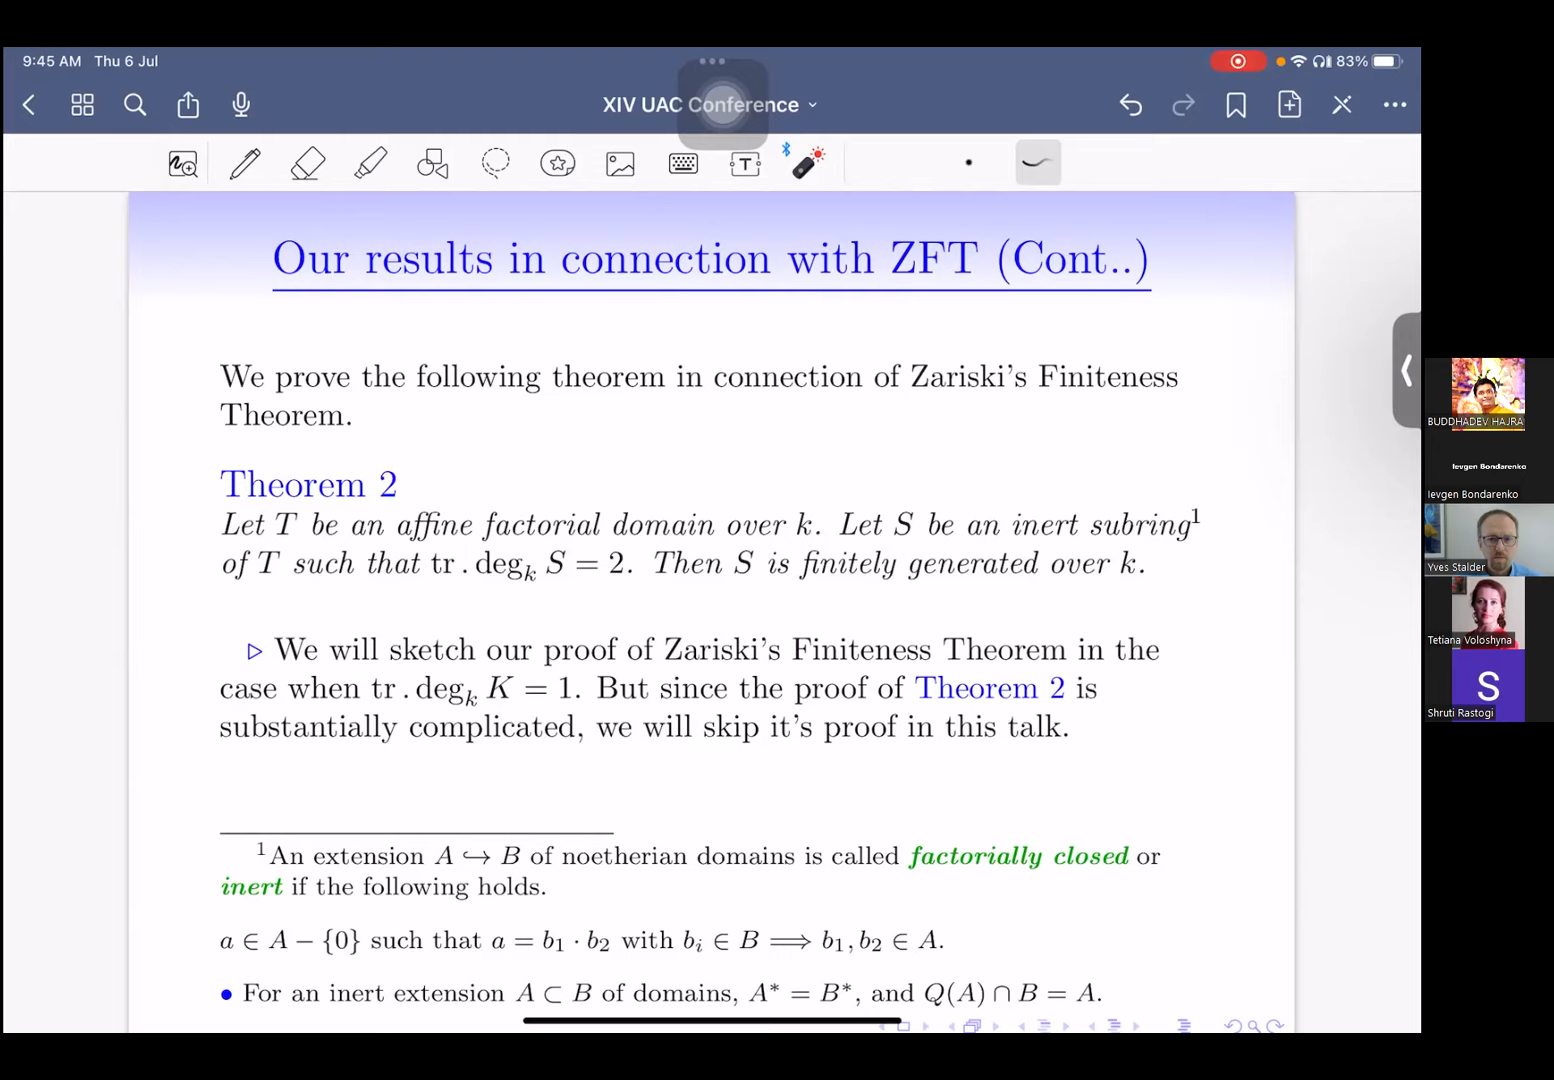 9:45 AM Thu 6 Jul
83%
XIV UAC Conference
T
Our results in connection with ZFT (Cont..)
We prove the following theorem in connection of Zariski's Finiteness
Theorem.
Theorem 2
Let T be an affine factorial domain over k. Let S be an inert subring¹
of T such that tr.deg_k S = 2. Then S is finitely generated over k.
▷ We will sketch our proof of Zariski's Finiteness Theorem in the
case when tr.deg_k K = 1. But since the proof of Theorem 2 is
substantially complicated, we will skip it's proof in this talk.
¹An extension A ↪ B of noetherian domains is called factorially closed or
inert if the following holds.
a ∈ A − {0} such that a = b₁ · b₂ with bᵢ ∈ B ⟹ b₁, b₂ ∈ A.
• For an inert extension A ⊂ B of domains, A* = B*, and Q(A) ∩ B = A.
BUDDHADEV HAJRA
Ievgen Bondarenko
Ievgen Bondarenko
Yves Stalder
Tetiana Voloshyna
S
Shruti Rastogi